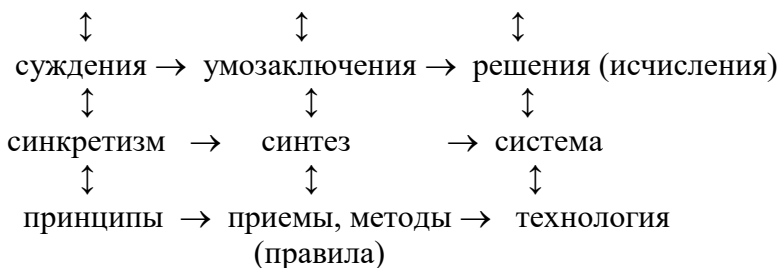 ↕ ↕ ↕
суждения → умозаключения → решения (исчисления)
↕ ↕ ↕
синкретизм → синтез → система
↕ ↕ ↕
принципы → приемы, методы → технология
(правила)